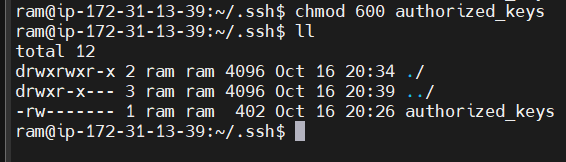 ram@ip-172-31-13-39:~/.ssh$ chmod 600 authorized_keys
ram@ip-172-31-13-39:~/.ssh$ ll
total 12
drwxrwxr-x 2 ram ram 4096 Oct 16 20:34 ./
drwxr-x--- 3 ram ram 4096 Oct 16 20:39 ../
-rw------- 1 ram ram  402 Oct 16 20:26 authorized_keys
ram@ip-172-31-13-39:~/.ssh$